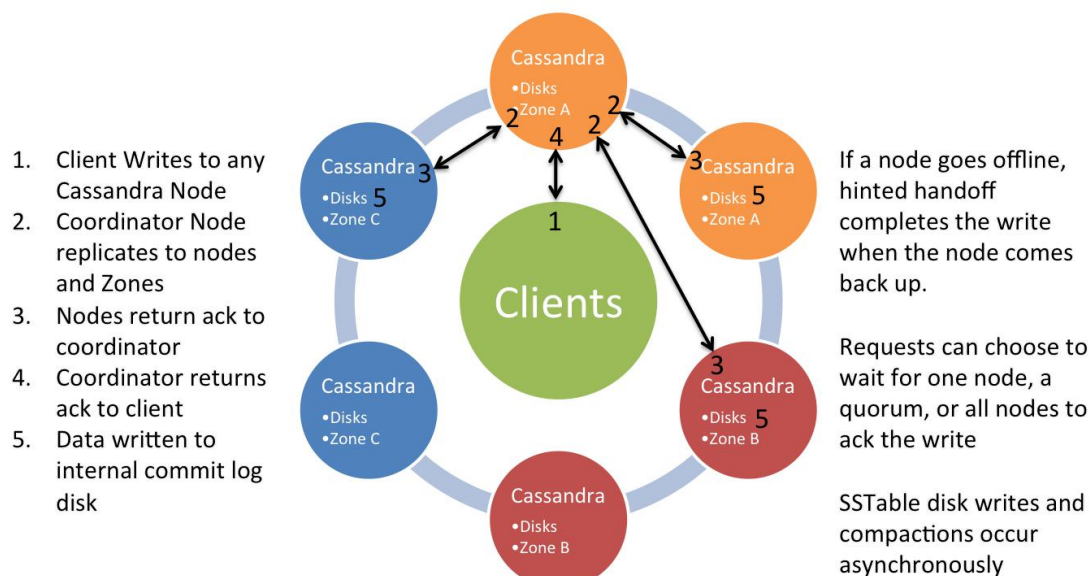 1. Client Writes to any
Cassandra Node
2. Coordinator Node
replicates to nodes
and Zones
3. Nodes return ack to
coordinator
4. Coordinator returns
ack to client
5. Data written to
internal commit log
disk
Cassandra
•Disks
•Zone A
2
4
2
2
Cassandra
3
•Disks 5
•Zone C
3
Cassandra
•Disks 5
•Zone A
1
Clients
Cassandra
•Disks
•Zone C
3
Cassandra
•Disks 5
•Zone B
Cassandra
•Disks
•Zone B
If a node goes offline,
hinted handoff
completes the write
when the node comes
back up.
Requests can choose to
wait for one node, a
quorum, or all nodes to
ack the write
SSTable disk writes and
compactions occur
asynchronously